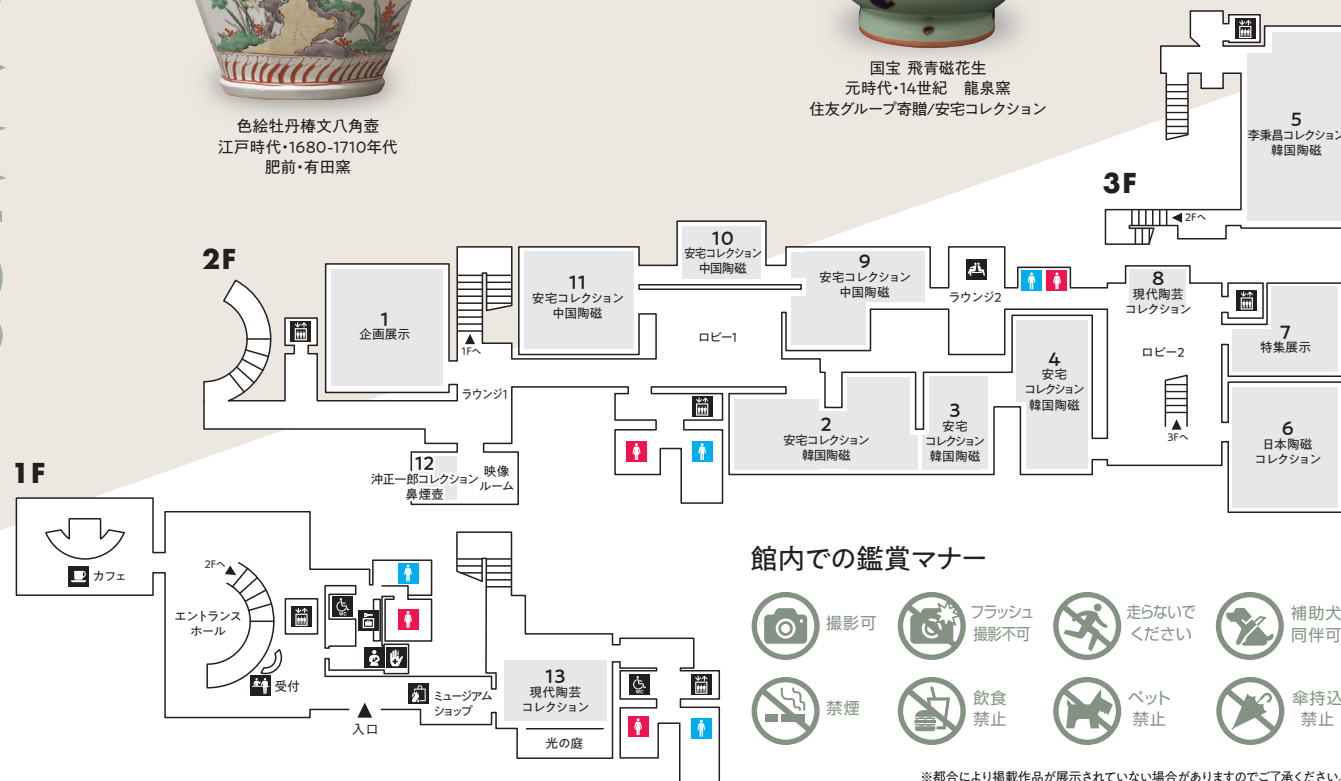 色絵牡丹椿文八角壺
江戸時代・1680-1710年代
肥前・有田窯
国宝 飛青磁花生
元時代・14世紀　龍泉窯
住友グループ寄贈/安宅コレクション
3F
5
李秉昌コレクション
韓国陶磁
2Fへ
2F
1
企画展示
1Fへ
ラウンジ1
11
安宅コレクション
中国陶磁
10
安宅コレクション
中国陶磁
ロビー1
9
安宅コレクション
中国陶磁
ラウンジ2
8
現代陶芸
コレクション
ロビー2
3Fへ
7
特集展示
6
日本陶磁
コレクション
4
安宅
コレクション
韓国陶磁
3
安宅
コレクション
韓国陶磁
2
安宅コレクション
韓国陶磁
12
沖正一郎コレクション
鼻煙壺
映像
ルーム
1F
カフェ
2Fへ
エントランス
ホール
受付
WC
入口
ミュージアム
ショップ
13
現代陶芸
コレクション
光の庭
WC
館内での鑑賞マナー
撮影可
フラッシュ
撮影不可
走らないで
ください
補助犬
同伴可
禁煙
飲食
禁止
ペット
禁止
傘持込
禁止
※都合により掲載作品が展示されていない場合がありますのでご了承ください。